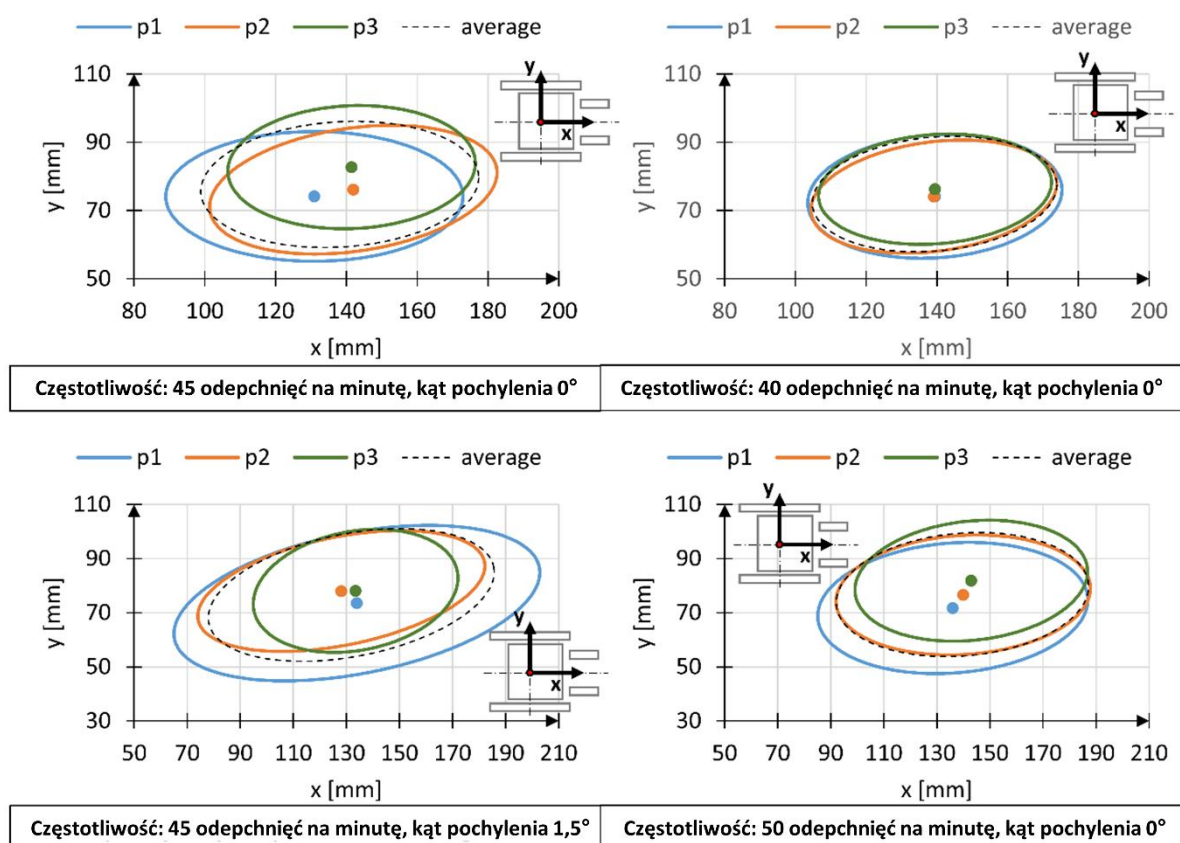 p1 p2 p3 average
110
90
70
50
y [mm]
80 100 120 140 160 180 200
x [mm]
y
x
Częstotliwość: 45 odepchnięć na minutę, kąt pochylenia 0°
p1 p2 p3 average
110
90
70
50
y [mm]
80 100 120 140 160 180 200
x [mm]
y
x
Częstotliwość: 40 odepchnięć na minutę, kąt pochylenia 0°
p1 p2 p3 average
110
90
70
50
30
y [mm]
50 70 90 110 130 150 170 190 210
x [mm]
y
x
Częstotliwość: 45 odepchnięć na minutę, kąt pochylenia 1,5°
p1 p2 p3 average
110
90
70
50
30
y [mm]
50 70 90 110 130 150 170 190 210
x [mm]
y
x
Częstotliwość: 50 odepchnięć na minutę, kąt pochylenia 0°